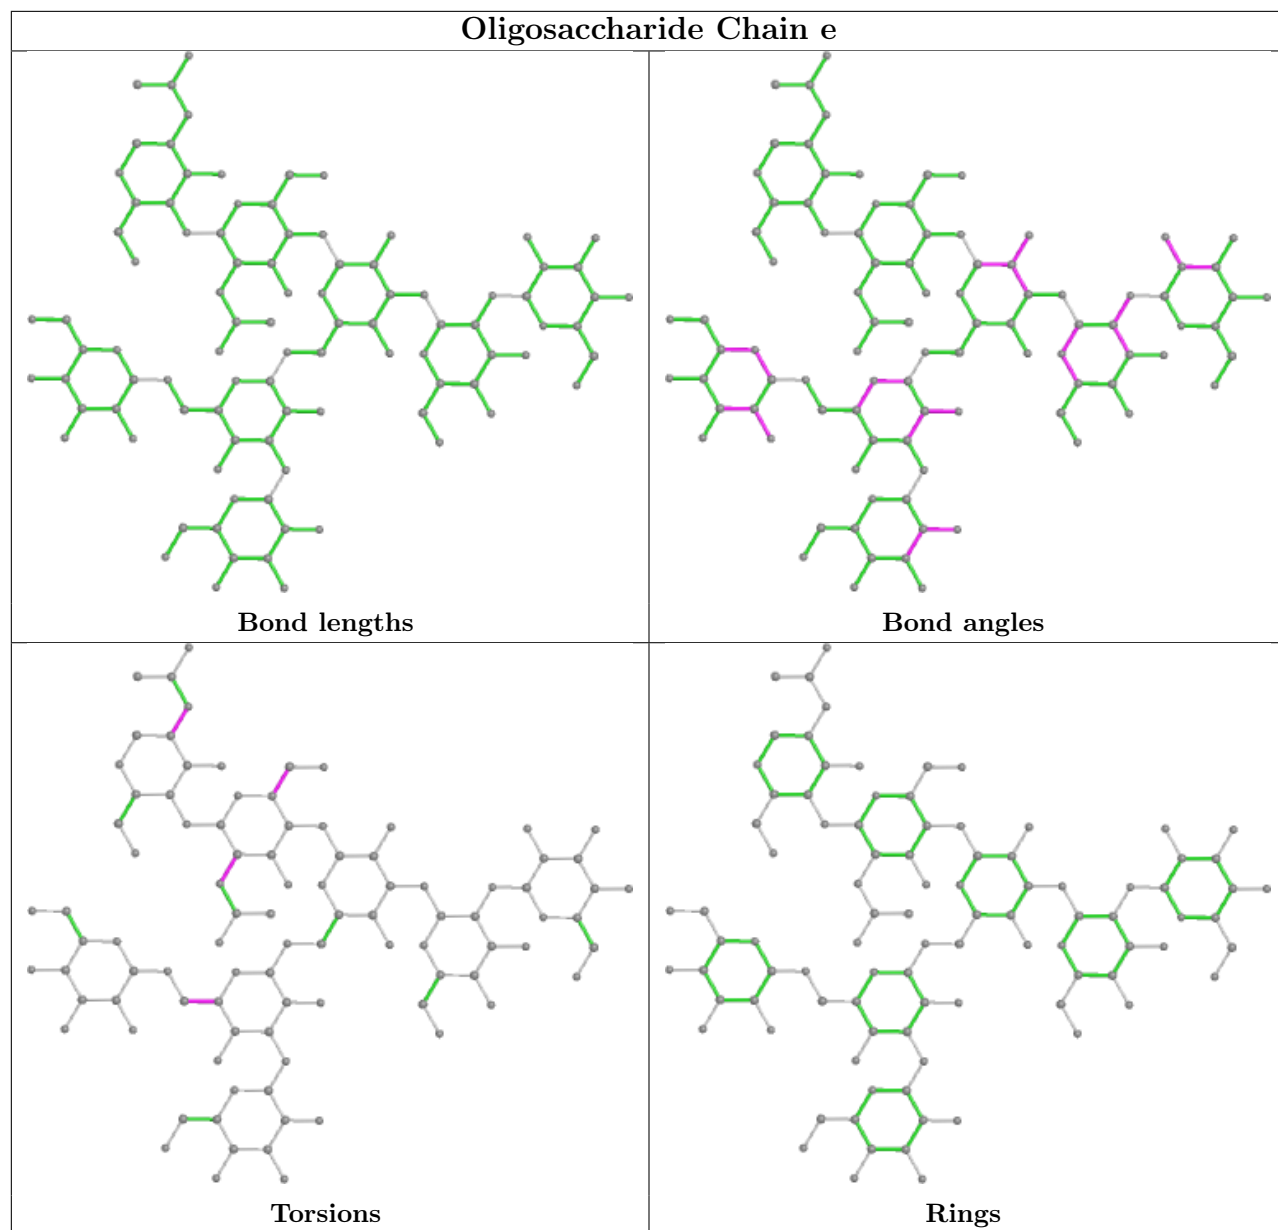 Oligosaccharide Chain e
Bond lengths
Bond angles
Torsions
Rings